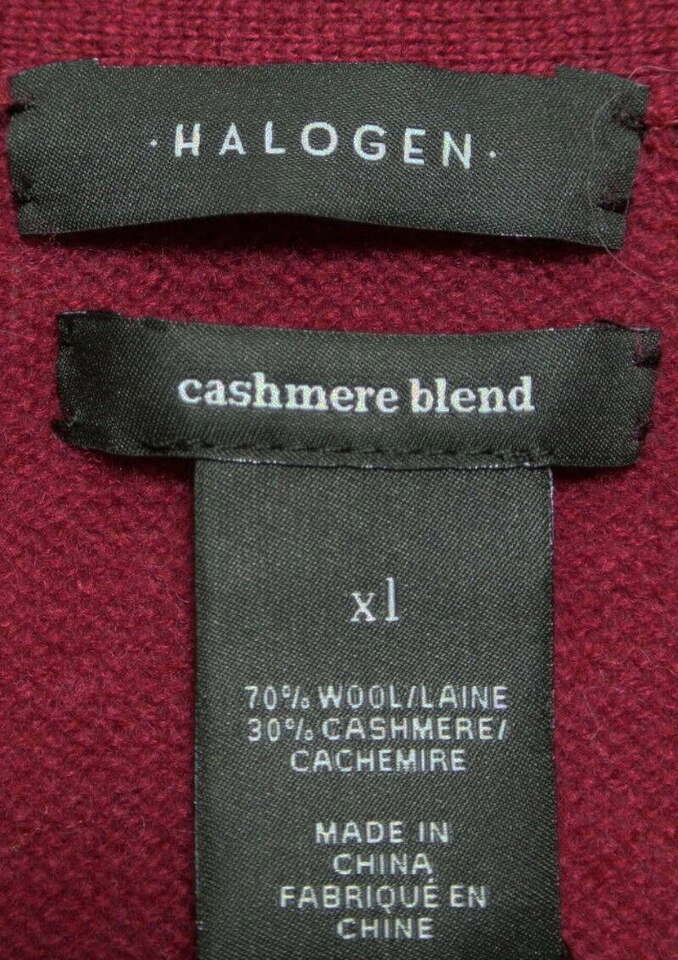 ·HALOGEN·
cashmere blend
xl
70% WOOL/LAINE
30% CASHMERE/
CACHEMIRE
MADE IN
CHINA
FABRIQUÉ EN
CHINE